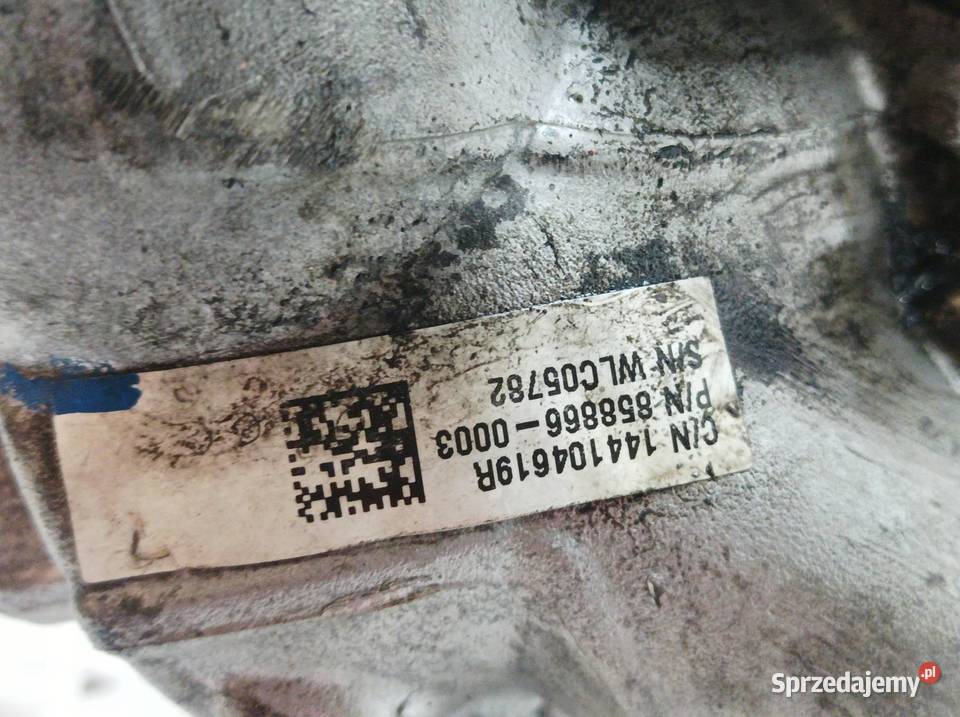 C/N 144104619R
P/N 858866-0003
S/N WLC05782
Sprzedajemy.pl